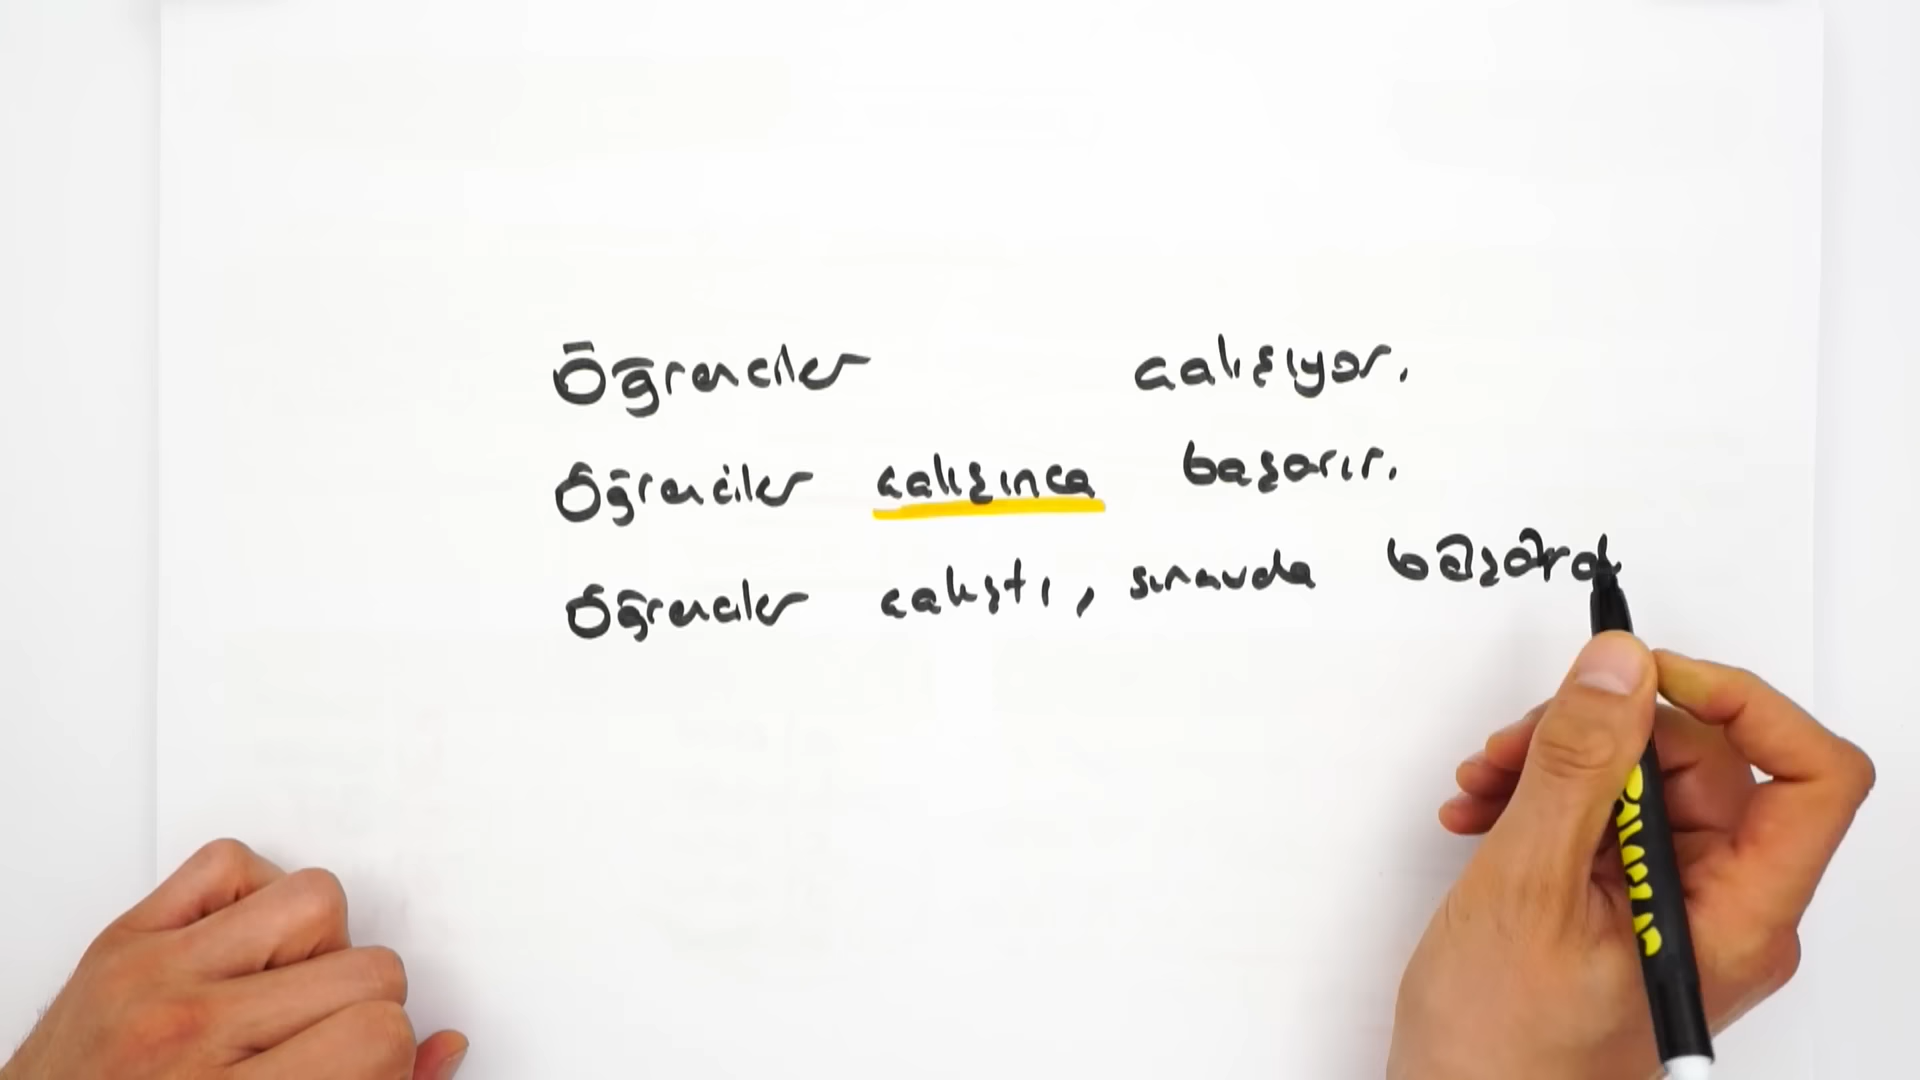 Öğrenciler çalışıyor.
Öğrenciler çalışınca başarır.
Öğrenciler çalıştı, sınavda